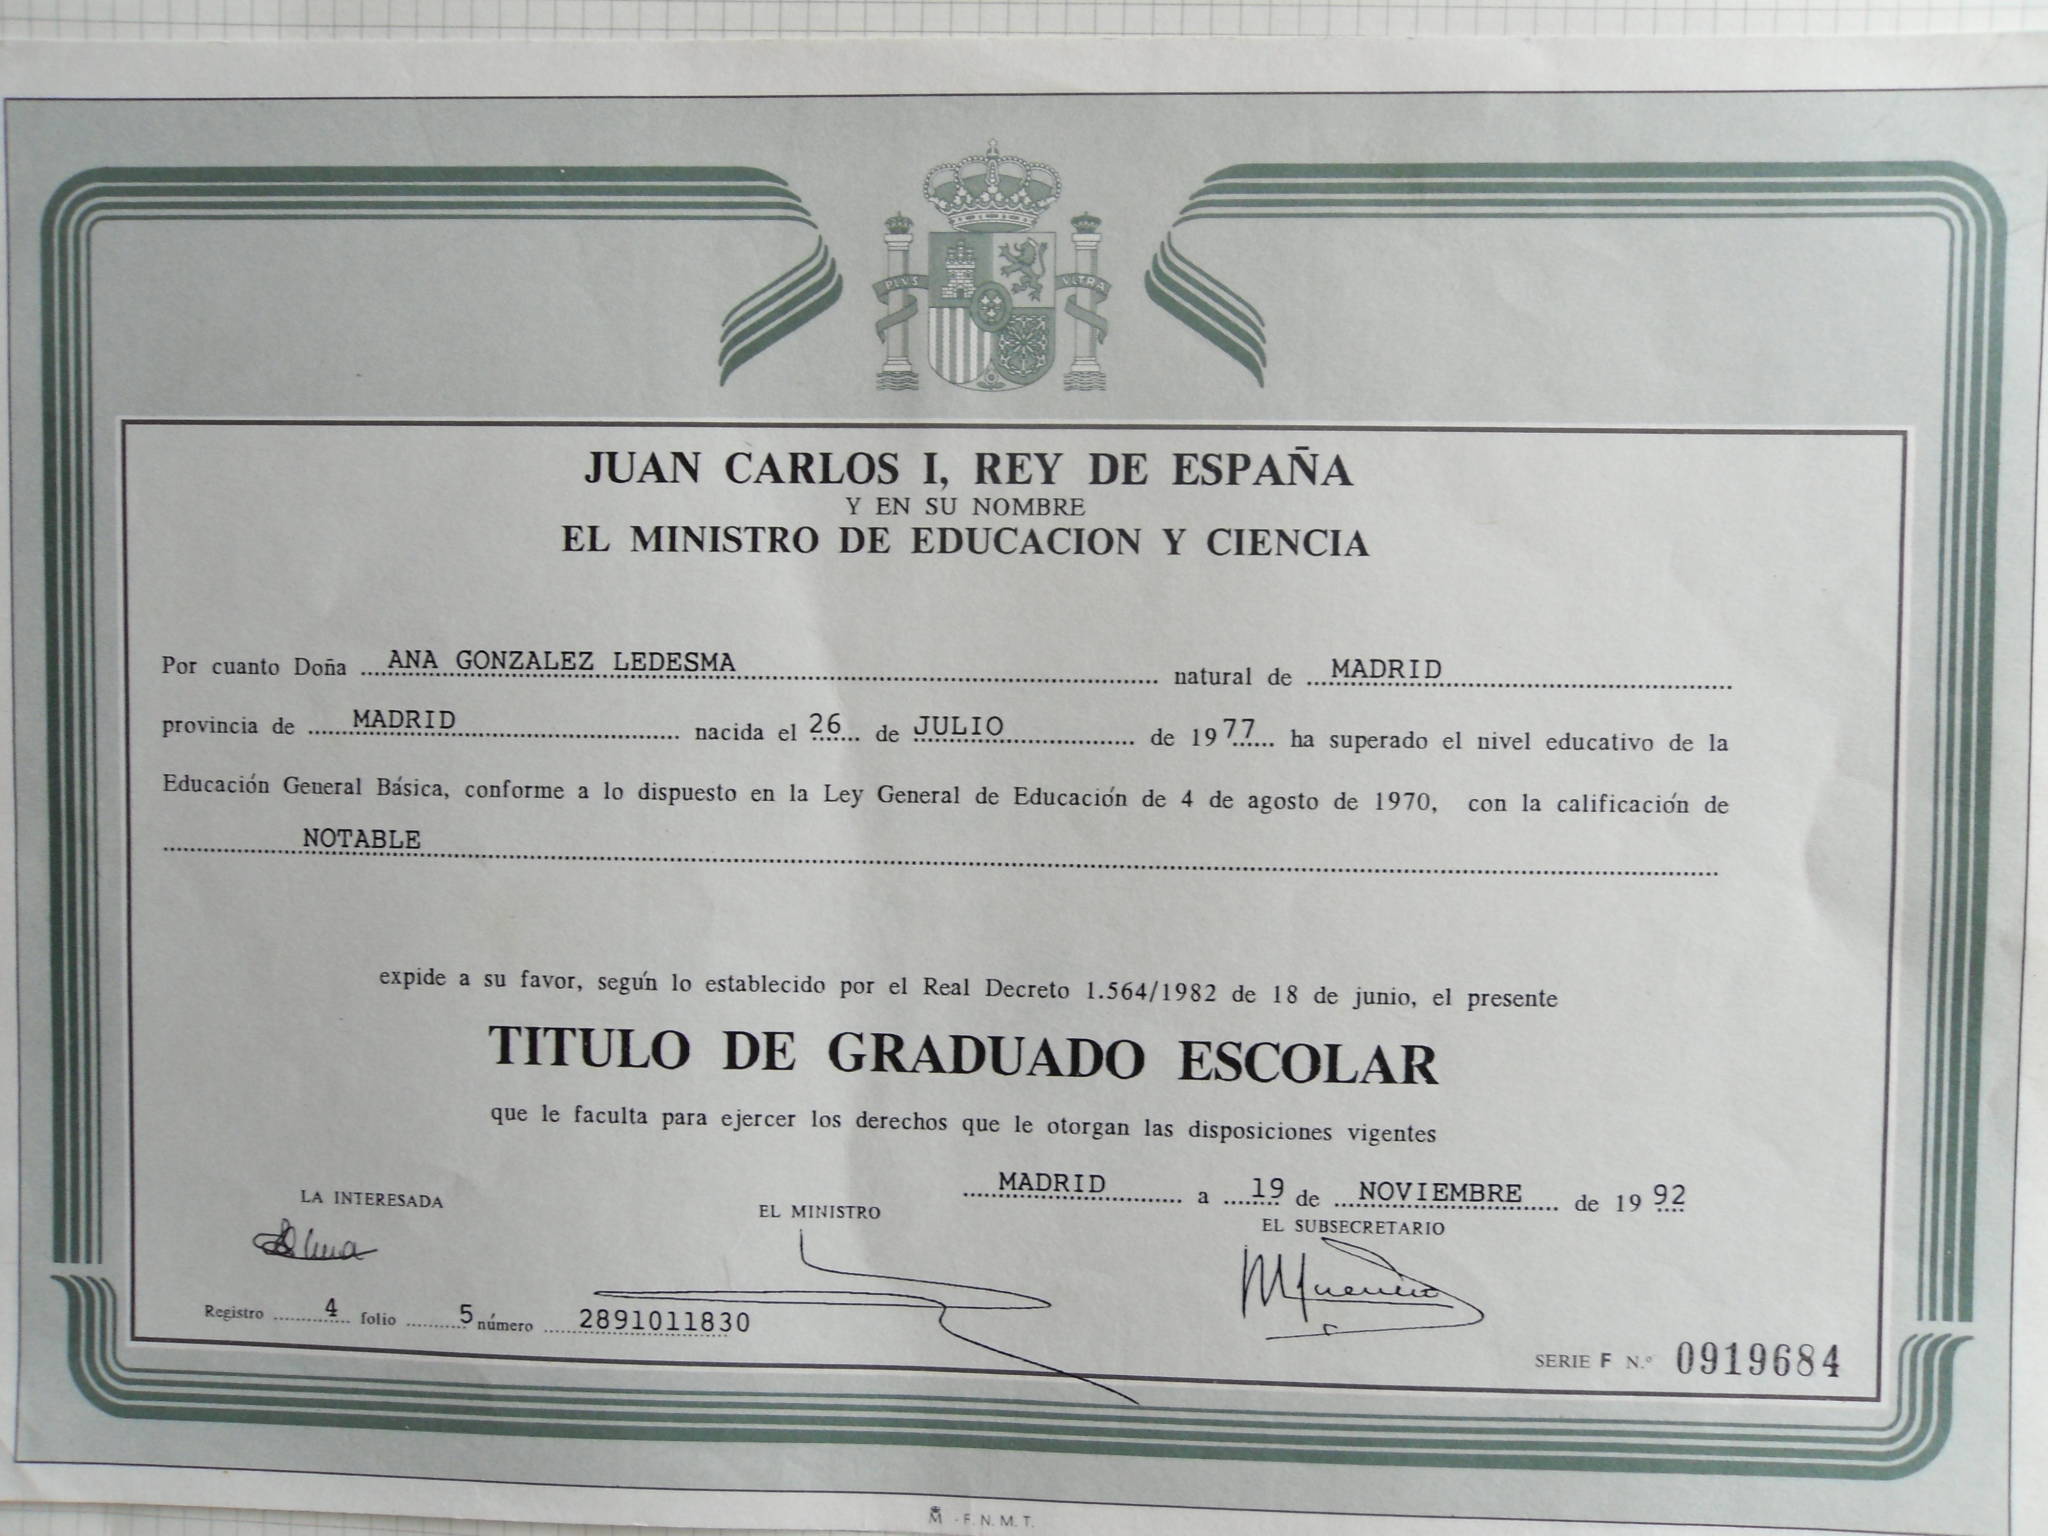 PLVS VLTRA
JUAN CARLOS I, REY DE ESPAÑA
Y EN SU NOMBRE
EL MINISTRO DE EDUCACION Y CIENCIA
Por cuanto Doña ANA GONZALEZ LEDESMA natural de MADRID
provincia de MADRID nacida el 26 de JULIO de 1977 ha superado el nivel educativo de la
Educación General Básica, conforme a lo dispuesto en la Ley General de Educación de 4 de agosto de 1970, con la calificación de
NOTABLE
expide a su favor, según lo establecido por el Real Decreto 1.564/1982 de 18 de junio, el presente
TITULO DE GRADUADO ESCOLAR
que le faculta para ejercer los derechos que le otorgan las disposiciones vigentes
MADRID a 19 de NOVIEMBRE de 1992
LA INTERESADA EL MINISTRO EL SUBSECRETARIO
Ana
Registro 4 folio 5 número 2891011830
SERIE F N.º 0919684
M - F. N. M. T.